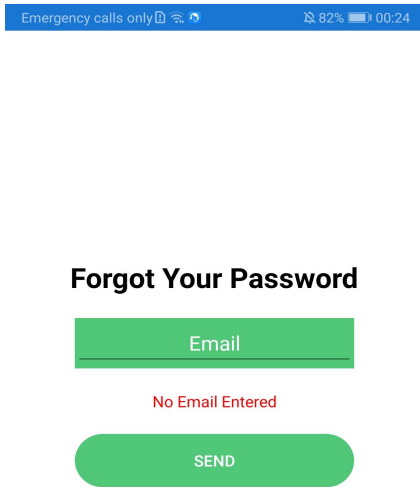 Emergency calls only 82% 00:24
Forgot Your Password
Email
No Email Entered
SEND